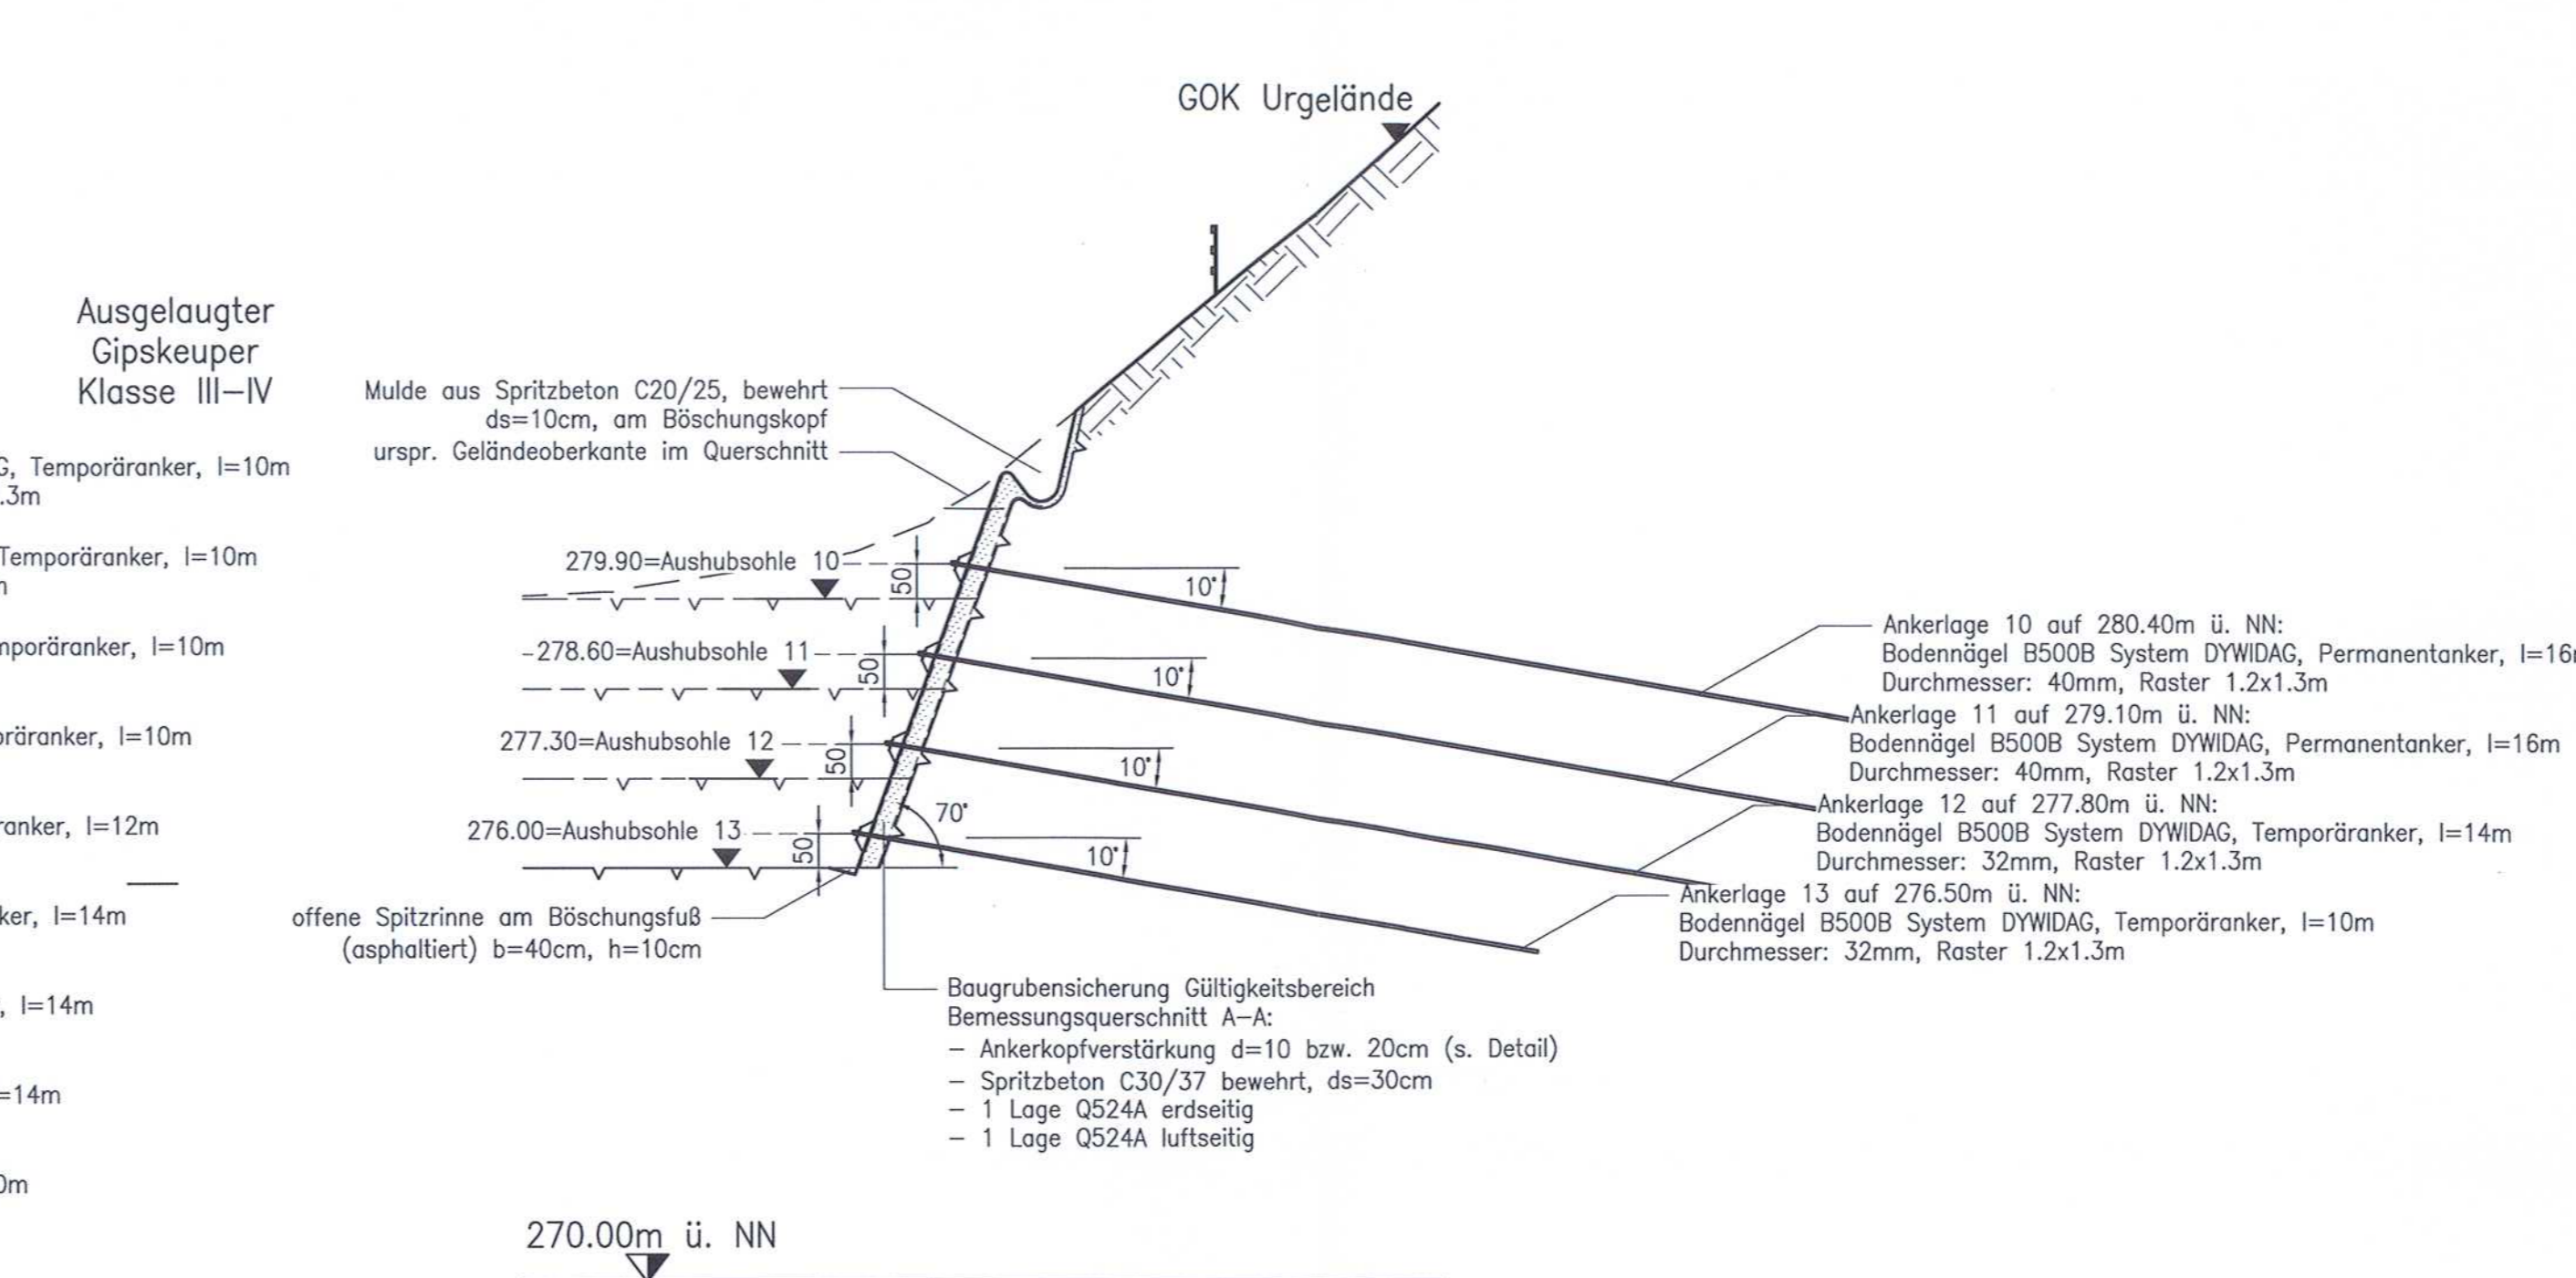 GOK Urgelände
Ausgelaugter
Gipskeuper
Klasse III–IV
Mulde aus Spritzbeton C20/25, bewehrt
ds=10cm, am Böschungskopf
urspr. Geländeoberkante im Querschnitt
Temporäranker, l=10m
.3m
Temporäranker, l=10m
mporäranker, l=10m
oräranker, l=10m
ranker, l=12m
ker, l=14m
, l=14m
=14m
0m
279.90=Aushubsohle 10
50
10°
-278.60=Aushubsohle 11
50
10°
277.30=Aushubsohle 12
50
10°
276.00=Aushubsohle 13
50
70°
10°
offene Spitzrinne am Böschungsfuß
(asphaltiert) b=40cm, h=10cm
Ankerlage 10 auf 280.40m ü. NN:
Bodennägel B500B System DYWIDAG, Permanentanker, l=16
Durchmesser: 40mm, Raster 1.2x1.3m
Ankerlage 11 auf 279.10m ü. NN:
Bodennägel B500B System DYWIDAG, Permanentanker, l=16m
Durchmesser: 40mm, Raster 1.2x1.3m
Ankerlage 12 auf 277.80m ü. NN:
Bodennägel B500B System DYWIDAG, Temporäranker, l=14m
Durchmesser: 32mm, Raster 1.2x1.3m
Ankerlage 13 auf 276.50m ü. NN:
Bodennägel B500B System DYWIDAG, Temporäranker, l=10m
Durchmesser: 32mm, Raster 1.2x1.3m
Baugrubensicherung Gültigkeitsbereich
Bemessungsquerschnitt A–A:
– Ankerkopfverstärkung d=10 bzw. 20cm (s. Detail)
– Spritzbeton C30/37 bewehrt, ds=30cm
– 1 Lage Q524A erdseitig
– 1 Lage Q524A luftseitig
270.00m ü. NN